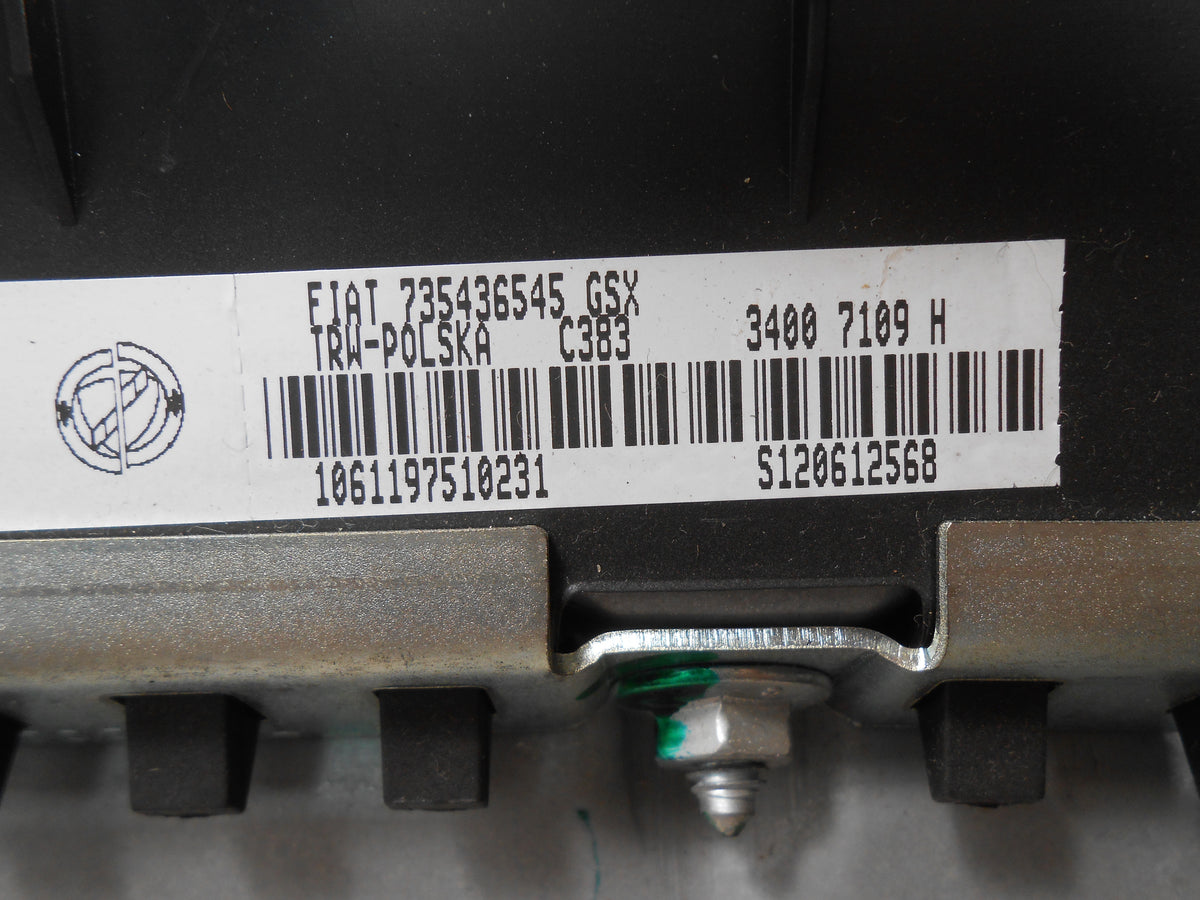 FIAT 735436545 GSX
TRW-POLSKA C383 3400 7109 H
1061197510231 S120612568